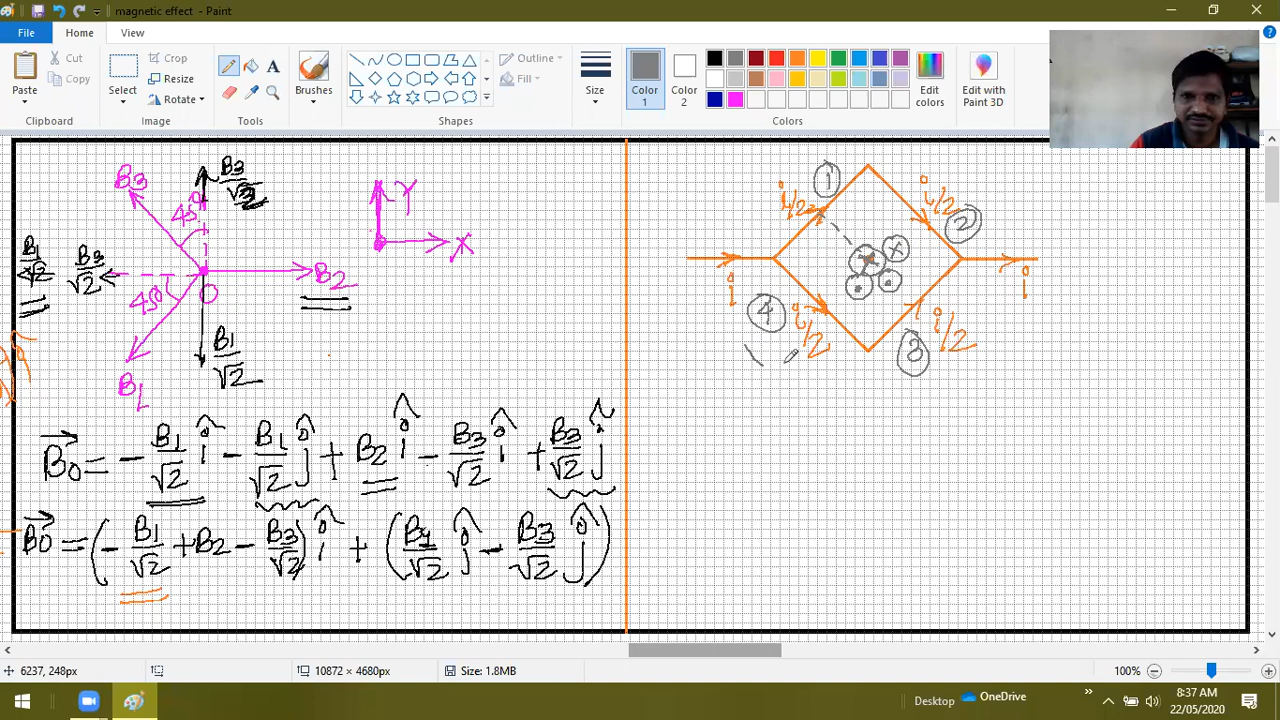 magnetic effect - Paint
File Home View
Paste
Cut
Copy
Clipboard
Select
Crop
Resize
Rotate
Image
Tools
Brushes
Shapes
Outline
Fill
Size
Color 1
Color 2
Edit colors
Edit with Paint 3D
Colors
B3
B3/√2
45°
B1/√2
B3/√2
B2
O
45°
B1
B1/√2
Y
X
B0 = - B1/√2 î - B1/√2 ĵ + B2 î - B3/√2 î + B3/√2 ĵ
B0 = (- B1/√2 + B2 - B3/√2) î + (B1/√2 ĵ - B3/√2 ĵ)
1
i/2
i/2
2
x
x
i
i
4
i/2
i/2
3
6237, 248px
10872 × 4680px
Size: 1.8MB
100%
Desktop
OneDrive
8:37 AM
22/05/2020